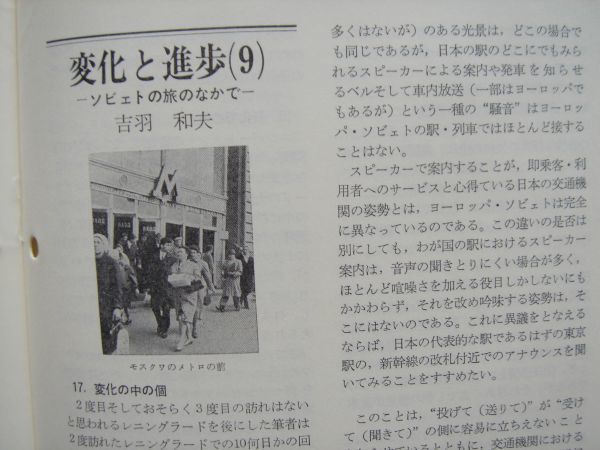 変化と進歩(9)
―ソビェトの旅のなかで―
吉羽 和夫
モスクワのメトロの前
17. 変化の中の個
2度目そしておそらく3度目の訪れはない
と思われるレニングラードを後にした筆者は
2度訪れたレニングラードでの10何日かの回
多くはないが)のある光景は，どこの場合で
も同じであるが，日本の駅のどこにでもみら
れるスピーカーによる案内や発車を知らせ
るベルそして車内放送（一部はヨーロッパで
もあるが）という一種の“騒音”はヨーロッ
パ・ソビェトの駅・列車ではほとんど接する
ことはない。
スピーカーで案内することが，即乗客・利
用者へのサービスと心得ている日本の交通機
関の姿勢とは，ヨーロッパ・ソビェトは完全
に異なっているのである。この違いの是否は
別にしても，わが国の駅におけるスピーカー
案内は，音声の聞きとりにくい場合が多く，
ほとんど喧噪さを加える役目しかしないにも
かかわらず，それを改め吟味する姿勢は，そ
こにはないのである。これに異議をとなえる
ならば，日本の代表的な駅であるはずの東京
駅の，新幹線の改札付近でのアナウンスを聞
いてみることをすすめたい。
このことは，“投げて（送りて）”が“受け
て（聞きて）”の側に容易に立ちえないこと
とともに，交通機関における